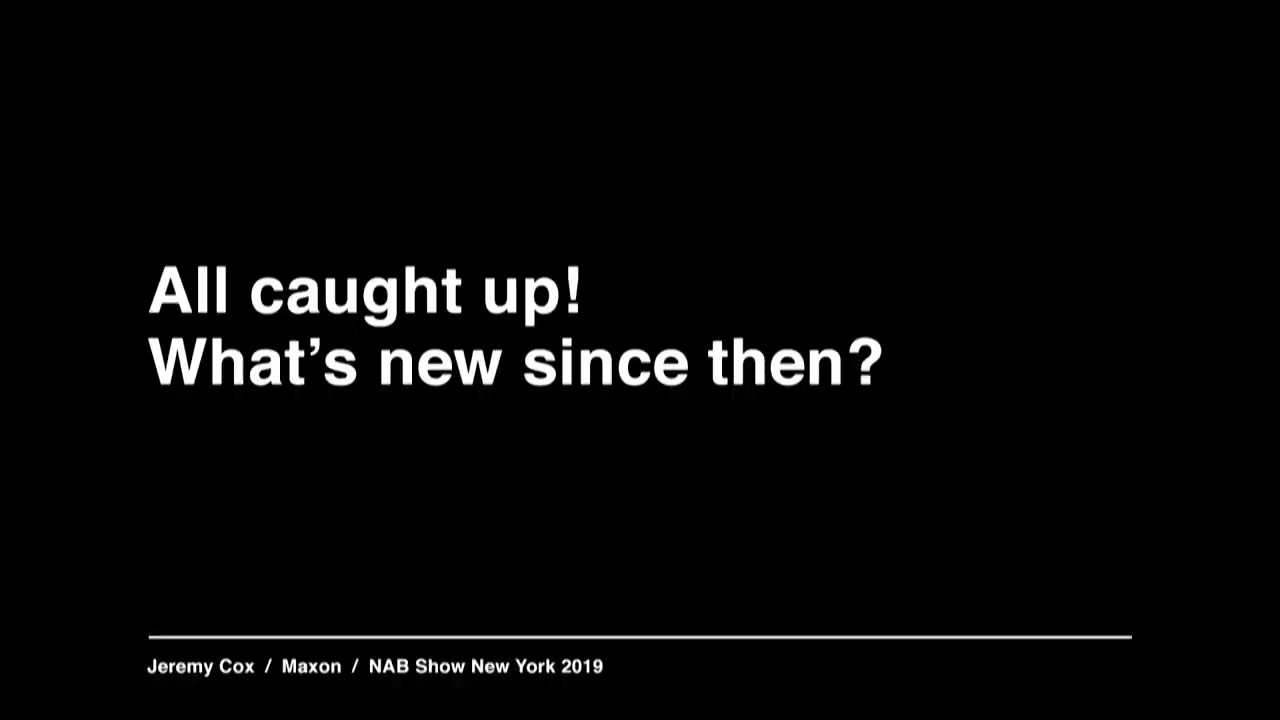 All caught up!
What’s new since then?
Jeremy Cox / Maxon / NAB Show New York 2019